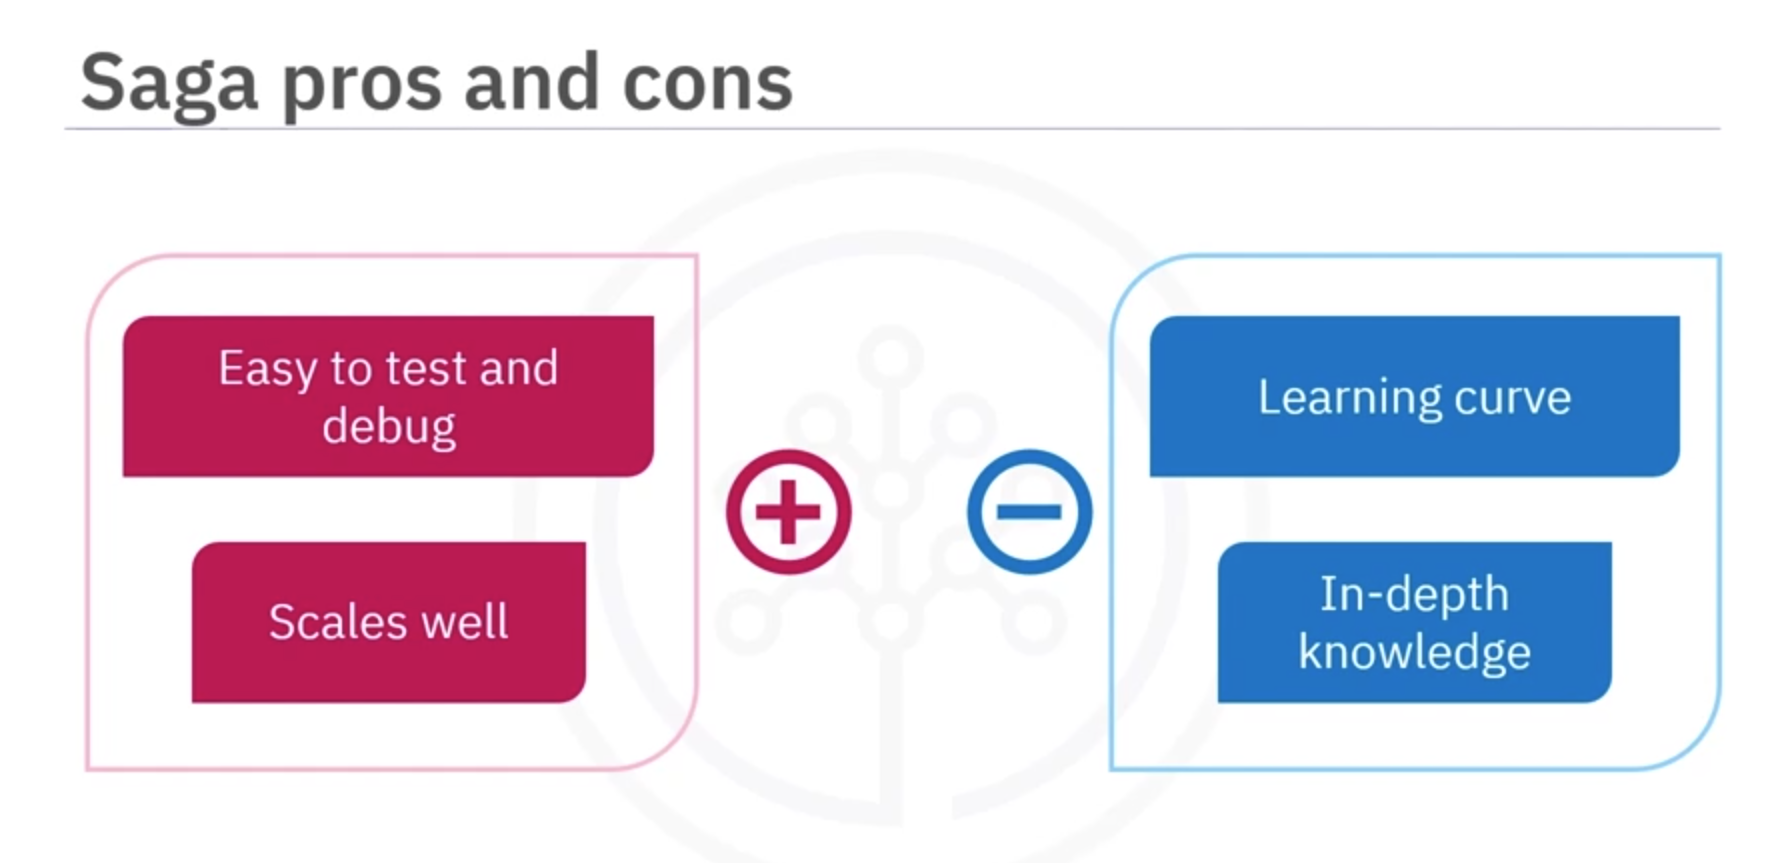 Saga pros and cons
Easy to test and
debug
Scales well
Learning curve
In-depth
knowledge